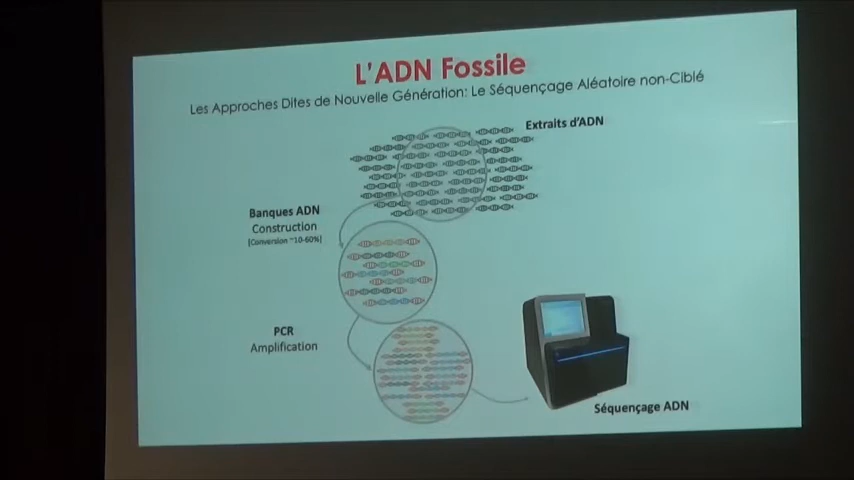 L'ADN Fossile
Les Approches Dites de Nouvelle Génération: Le Séquençage Aléatoire non-Ciblé
Extraits d'ADN
Banques ADN
Construction
[Conversion ~10-60%]
PCR
Amplification
Séquençage ADN